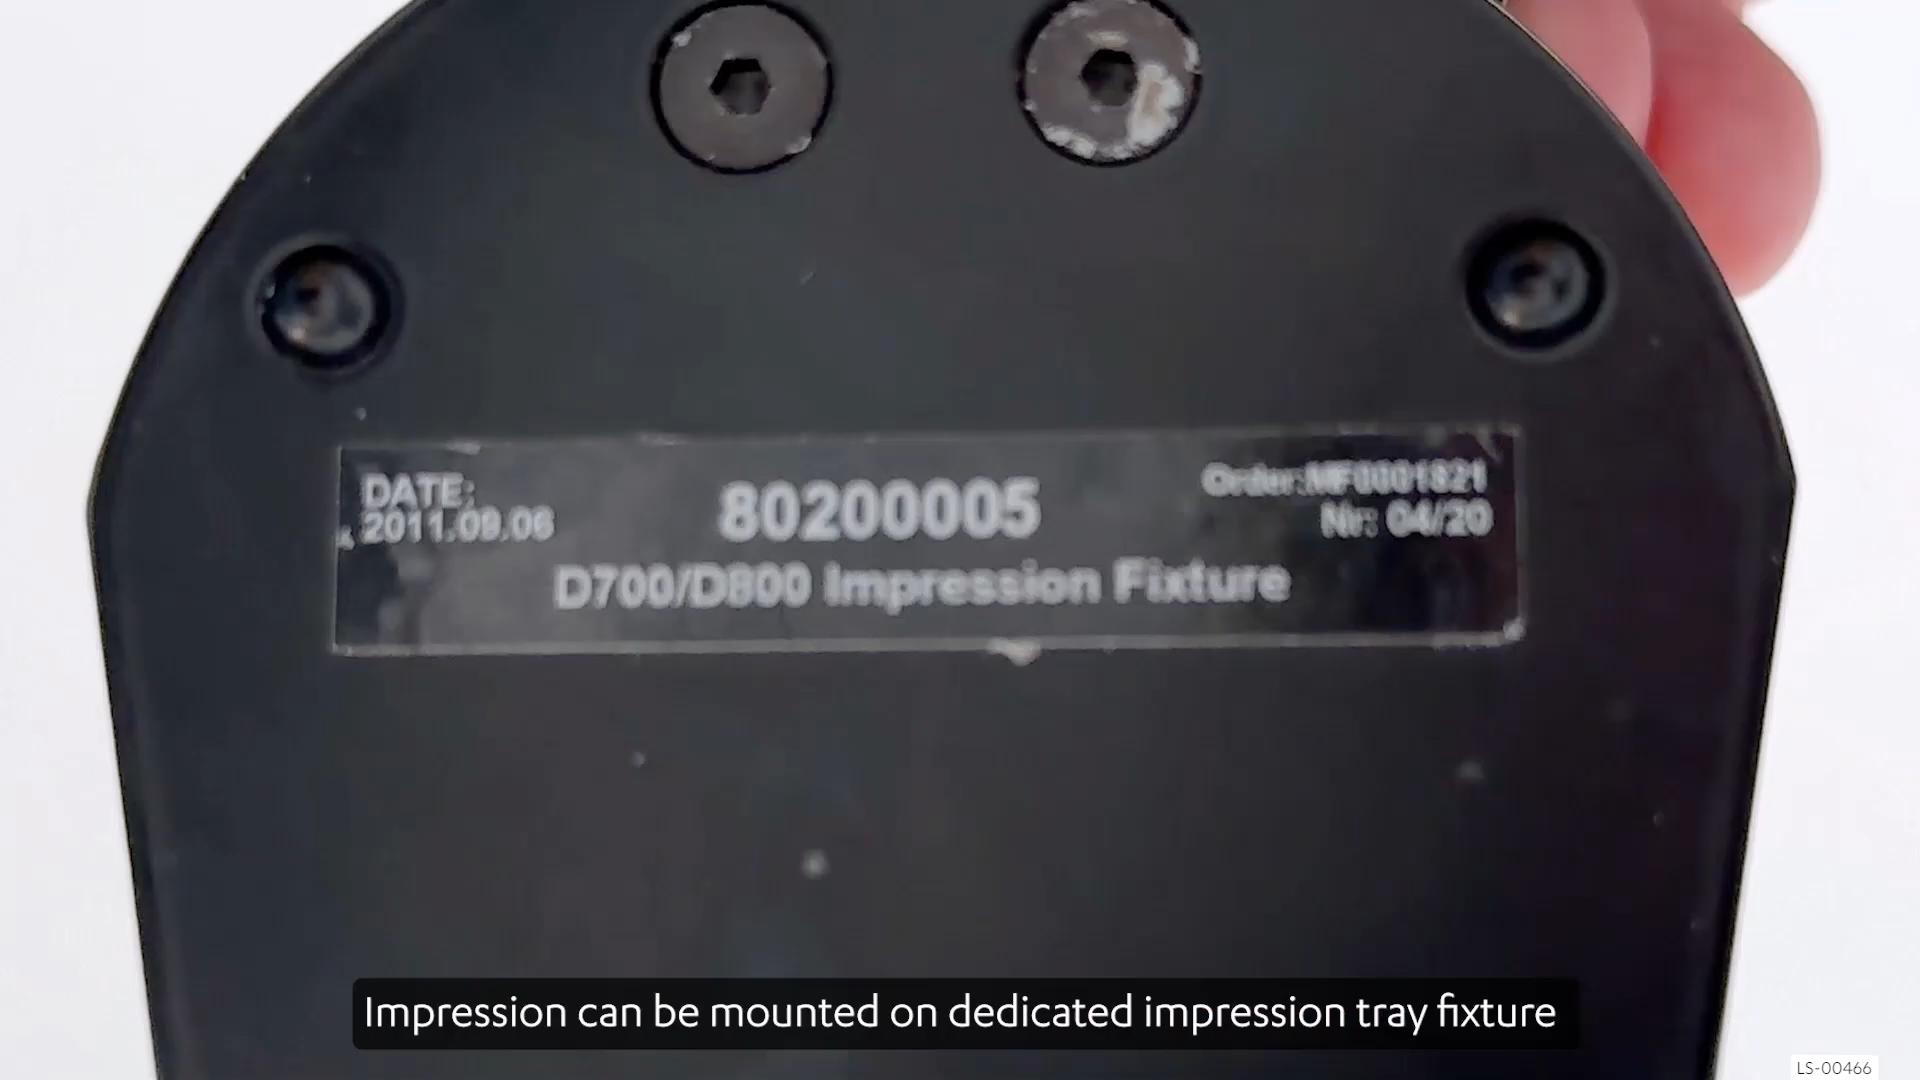 DATE:
2011.09.06
80200005
Order:MF0001821
Nr: 04/20
D700/D800 Impression Fixture
Impression can be mounted on dedicated impression tray fixture
LS-00466